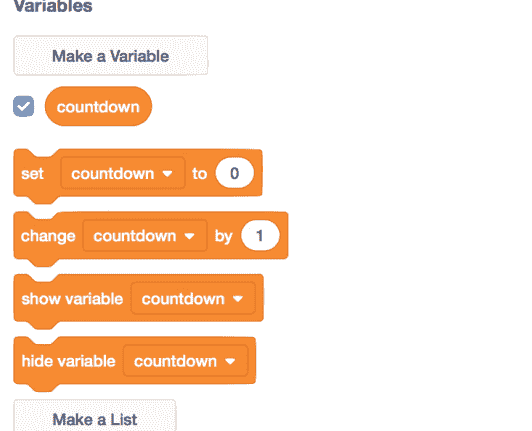 Variables
Make a Variable
countdown
set countdown to 0
change countdown by 1
show variable countdown
hide variable countdown
Make a List